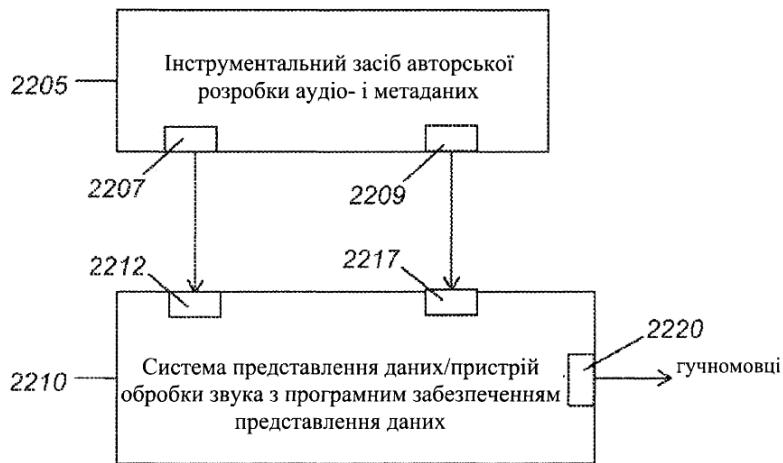 Інструментальний засіб авторської
розробки аудіо- і метаданих
2205
2207
2209
2212
2217
2220
Система представлення даних/пристрій
обробки звука з програмним забезпеченням
представлення даних
2210
гучномовці